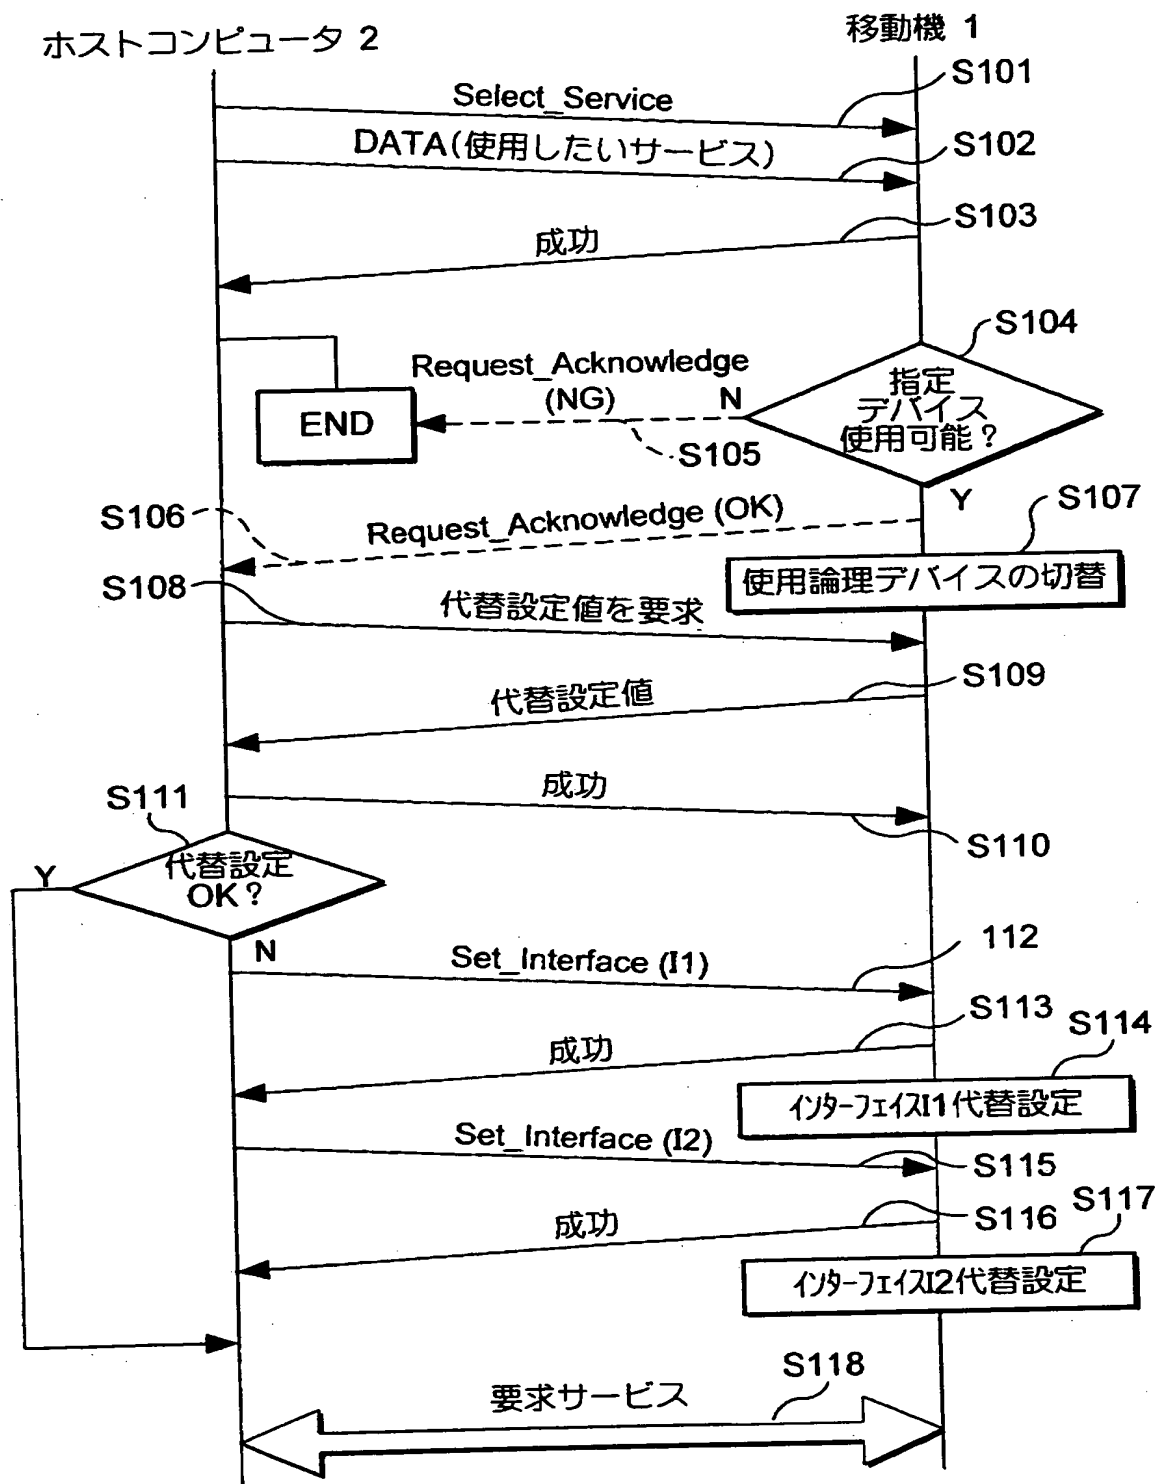 ホストコンピュータ 2
移動機 1
Select_Service
S101
DATA(使用したいサービス)
S102
成功
S103
S104
指定
デバイス
使用可能?
Request_Acknowledge
(NG)
N
END
S105
Y
S106
Request_Acknowledge (OK)
S107
使用論理デバイスの切替
S108
代替設定値を要求
代替設定値
S109
成功
S110
S111
代替設定
OK?
Y
N
Set_Interface (I1)
112
成功
S113
S114
インターフェイスI1代替設定
Set_Interface (I2)
S115
成功
S116
S117
インターフェイスI2代替設定
要求サービス
S118